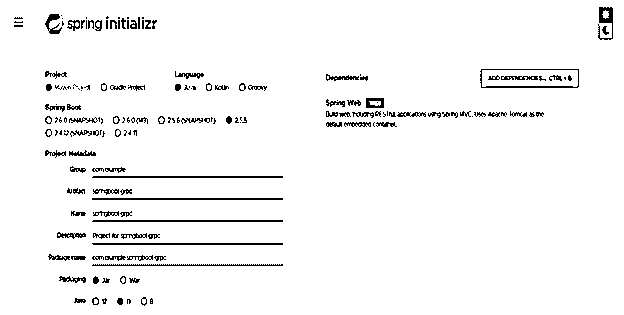 spring initializr
Project
Maven Project Gradle Project
Language
Java Kotlin Groovy
Spring Boot
2.6.0 (SNAPSHOT) 2.6.0 (M3) 2.5.6 (SNAPSHOT) 2.5.5
2.4.12 (SNAPSHOT) 2.4.11
Project Metadata
Group com.example
Artifact springboot-grpc
Name springboot-grpc
Description Project for springboot-grpc
Package name com.example.springboot-grpc
Packaging Jar War
Java 17 11 8
Dependencies
ADD DEPENDENCIES... CTRL + B
Spring Web WEB
Build web, including RESTful, applications using Spring MVC. Uses Apache Tomcat as the
default embedded container.